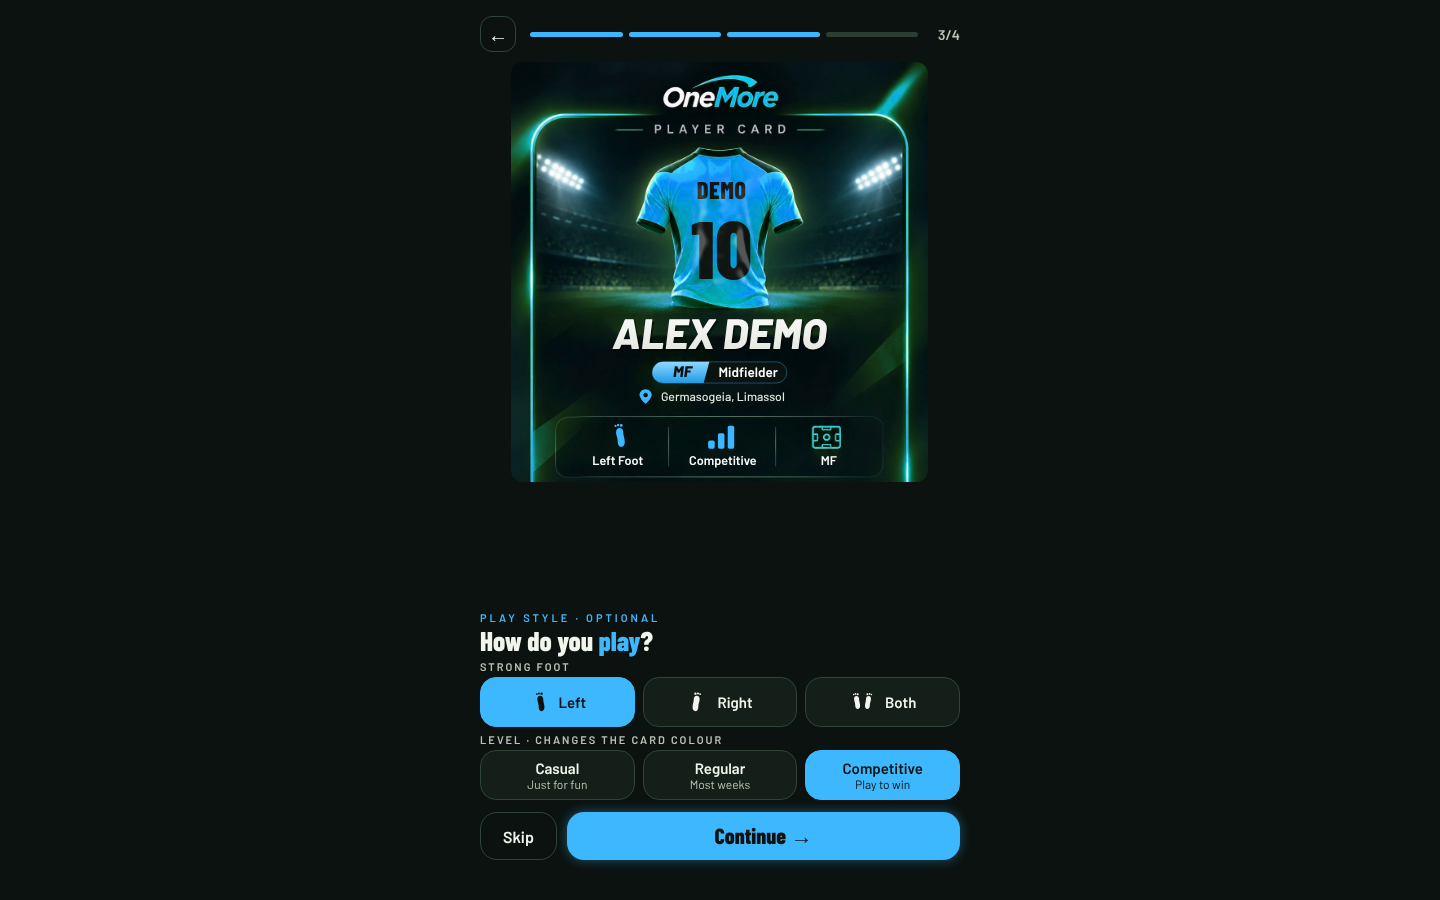 ←
3/4
OneMore
PLAYER CARD
DEMO
10
ALEX DEMO
MF Midfielder
Germasogeia, Limassol
Left Foot Competitive MF
PLAY STYLE · OPTIONAL
How do you play?
STRONG FOOT
Left Right Both
LEVEL · CHANGES THE CARD COLOUR
Casual Regular Competitive
Just for fun Most weeks Play to win
Skip Continue →